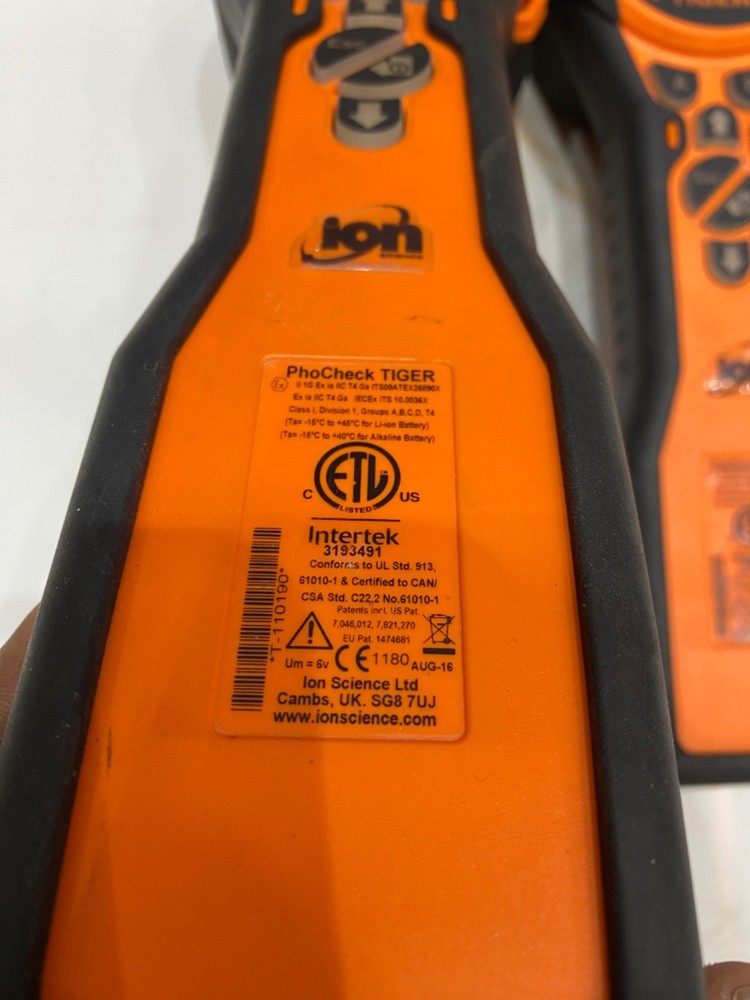 ESC
ion
SCIENCE
PhoCheck TIGER
II 1G Ex ia IIC T4 Ga ITS09ATEX26890X
Ex ia IIC T4 Ga IECEx ITS 10.0036X
Class I, Division 1, Groups A,B,C,D, T4
(Ta= -15°C to +45°C for Li-ion Battery)
(Ta= -15°C to +40°C for Alkaline Battery)
ETL
C US
LISTED
Intertek
3193491
Conforms to UL Std. 913,
61010-1 & Certified to CAN/
CSA Std. C22.2 No.61010-1
Patents incl. US Pat.
7,046,012, 7,821,270
EU Pat. 1474681
Um = 6v CE 1180 AUG-16
Ion Science Ltd
Cambs, UK. SG8 7UJ
www.ionscience.com
*T-110190*